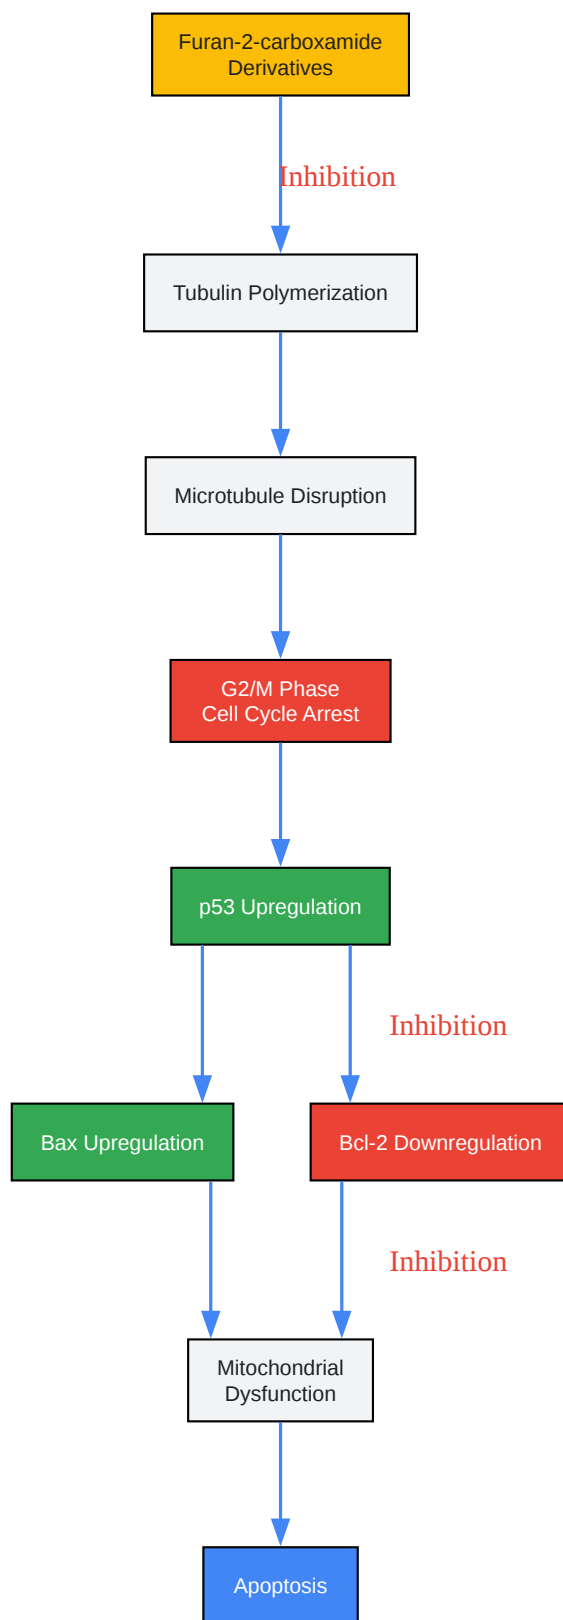 Furan-2-carboxamide
Derivatives
Inhibition
Tubulin Polymerization
Microtubule Disruption
G2/M Phase
Cell Cycle Arrest
p53 Upregulation
Inhibition
Bax Upregulation
Bcl-2 Downregulation
Inhibition
Mitochondrial
Dysfunction
Apoptosis